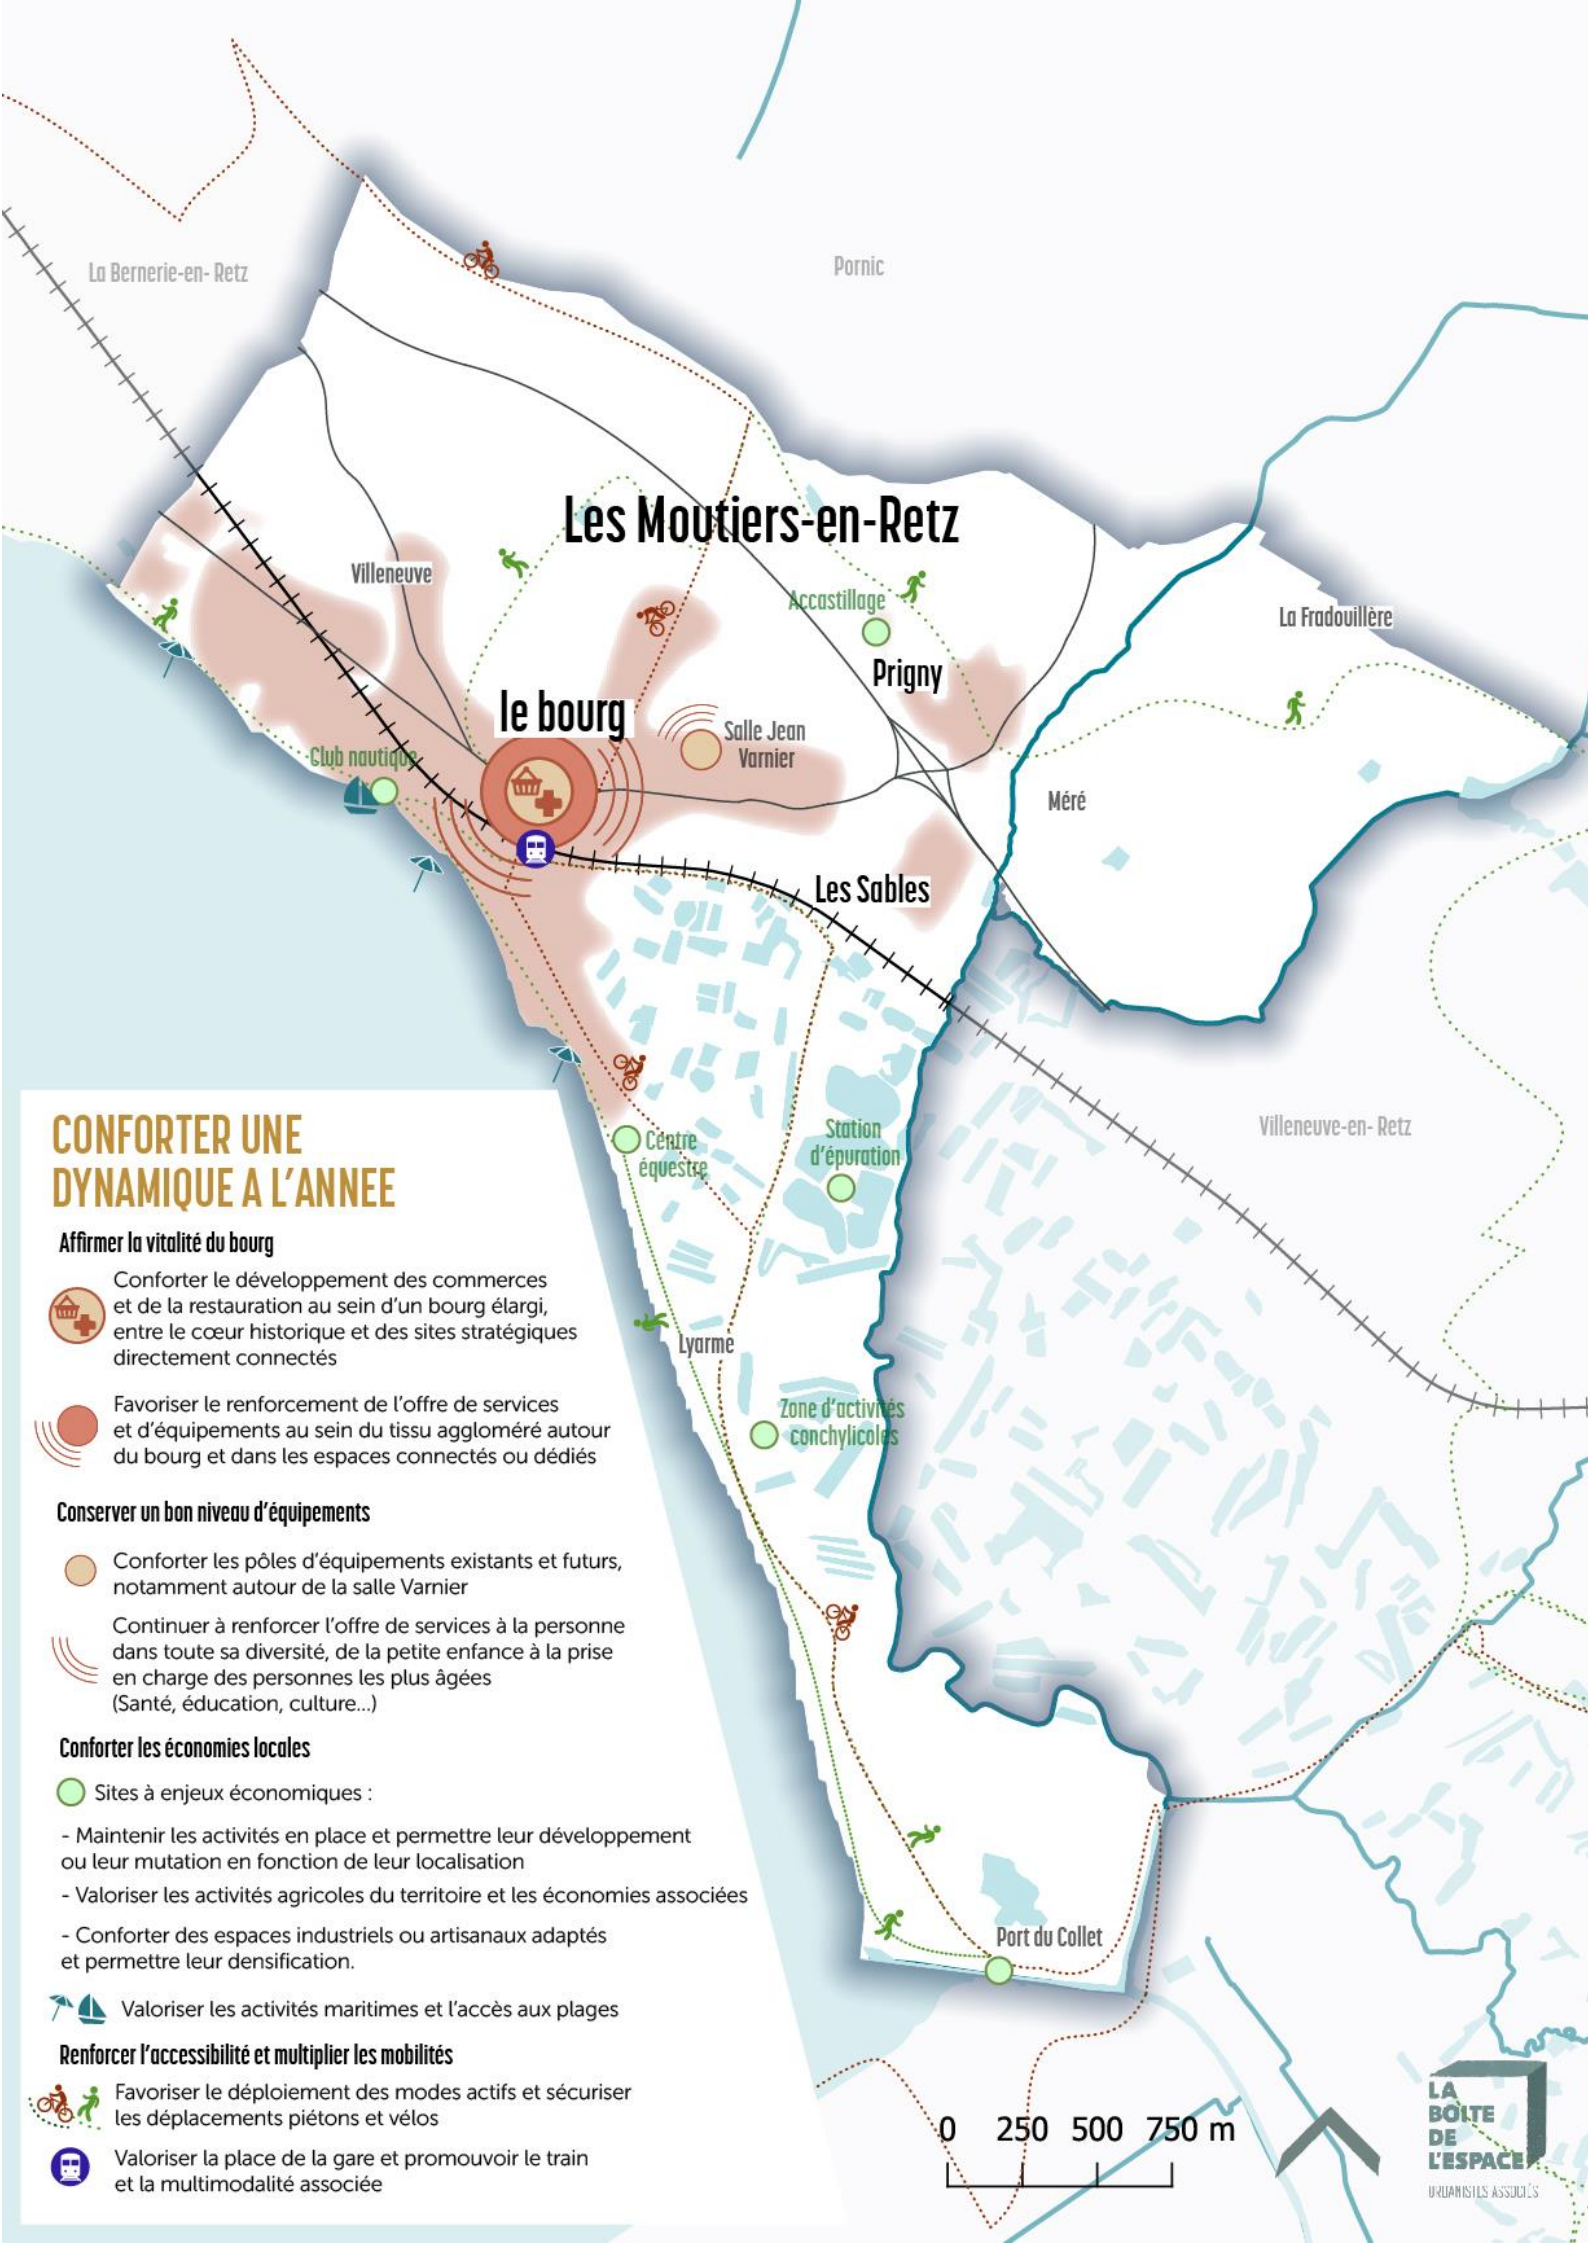 La Bernerie-en- Retz
Pornic
Les Moutiers-en-Retz
Villeneuve
Accastillage
La Fradouillère
Prigny
le bourg
Salle Jean
Varnier
Club nautique
Méré
Les Sables
Villeneuve-en- Retz
Centre
équestre
Station
d'épuration
Lyarme
Zone d'activités
conchylicoles
Port du Collet
CONFORTER UNE
DYNAMIQUE A L'ANNEE
Affirmer la vitalité du bourg
Conforter le développement des commerces
et de la restauration au sein d'un bourg élargi,
entre le cœur historique et des sites stratégiques
directement connectés
Favoriser le renforcement de l'offre de services
et d'équipements au sein du tissu aggloméré autour
du bourg et dans les espaces connectés ou dédiés
Conserver un bon niveau d'équipements
Conforter les pôles d'équipements existants et futurs,
notamment autour de la salle Varnier
Continuer à renforcer l'offre de services à la personne
dans toute sa diversité, de la petite enfance à la prise
en charge des personnes les plus âgées
(Santé, éducation, culture...)
Conforter les économies locales
Sites à enjeux économiques :
- Maintenir les activités en place et permettre leur développement
ou leur mutation en fonction de leur localisation
- Valoriser les activités agricoles du territoire et les économies associées
- Conforter des espaces industriels ou artisanaux adaptés
et permettre leur densification.
Valoriser les activités maritimes et l'accès aux plages
Renforcer l'accessibilité et multiplier les mobilités
Favoriser le déploiement des modes actifs et sécuriser
les déplacements piétons et vélos
Valoriser la place de la gare et promouvoir le train
et la multimodalité associée
0 250 500 750 m
LA
BOITE
DE
L'ESPACE
URBANISTES ASSOCIÉS